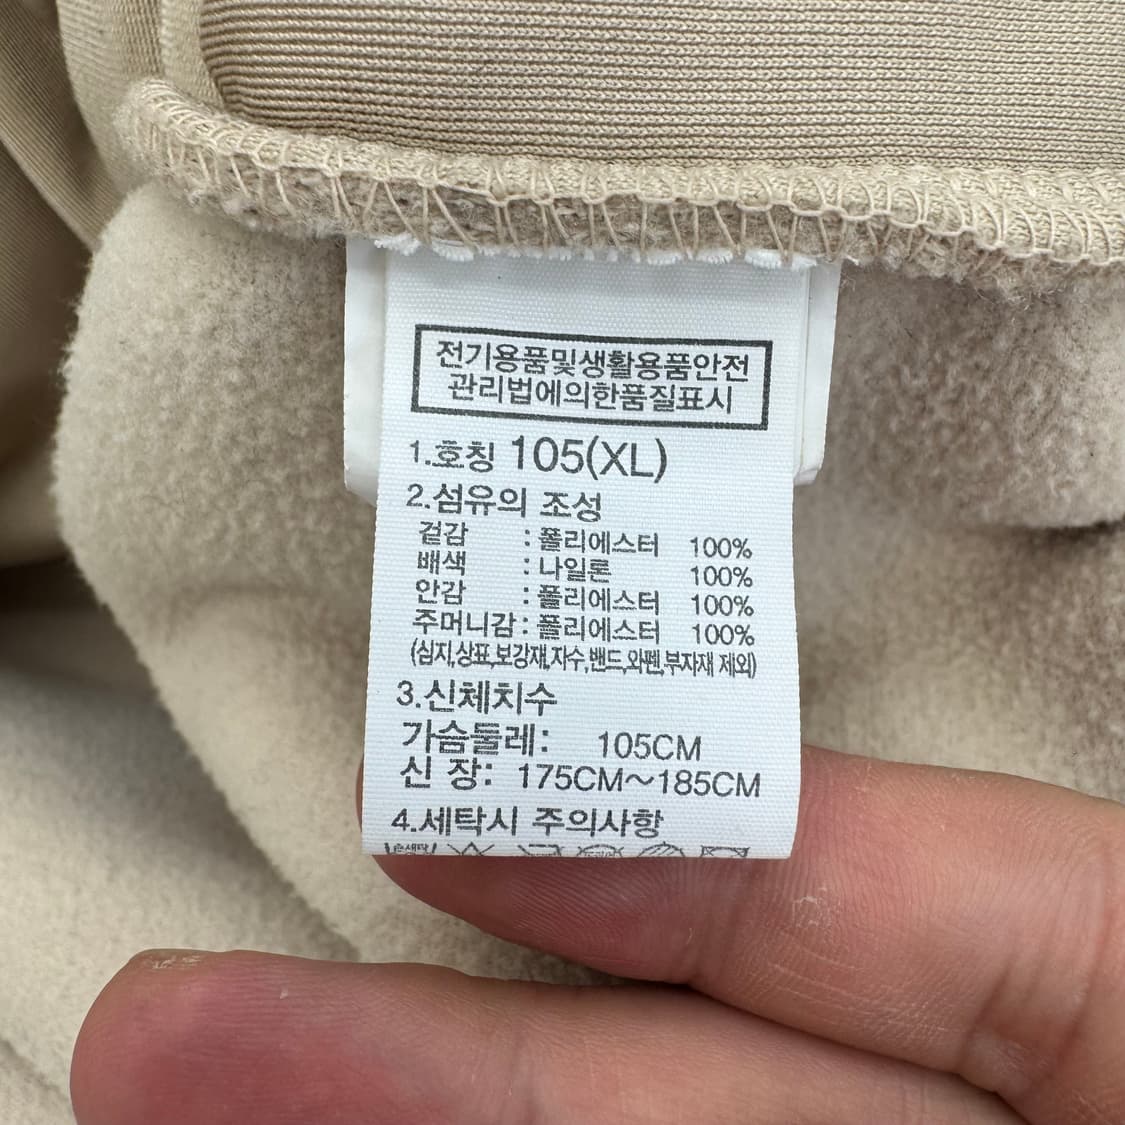 전기용품및생활용품안전
관리법에의한품질표시
1.호칭 105(XL)
2.섬유의 조성
겉감 : 폴리에스터 100%
배색 : 나일론 100%
안감 : 폴리에스터 100%
주머니감 : 폴리에스터 100%
(심지,상표,보강재,자수,밴드,와펜,부자재 제외)
3.신체치수
가슴둘레: 105CM
신 장: 175CM~185CM
4.세탁시 주의사항